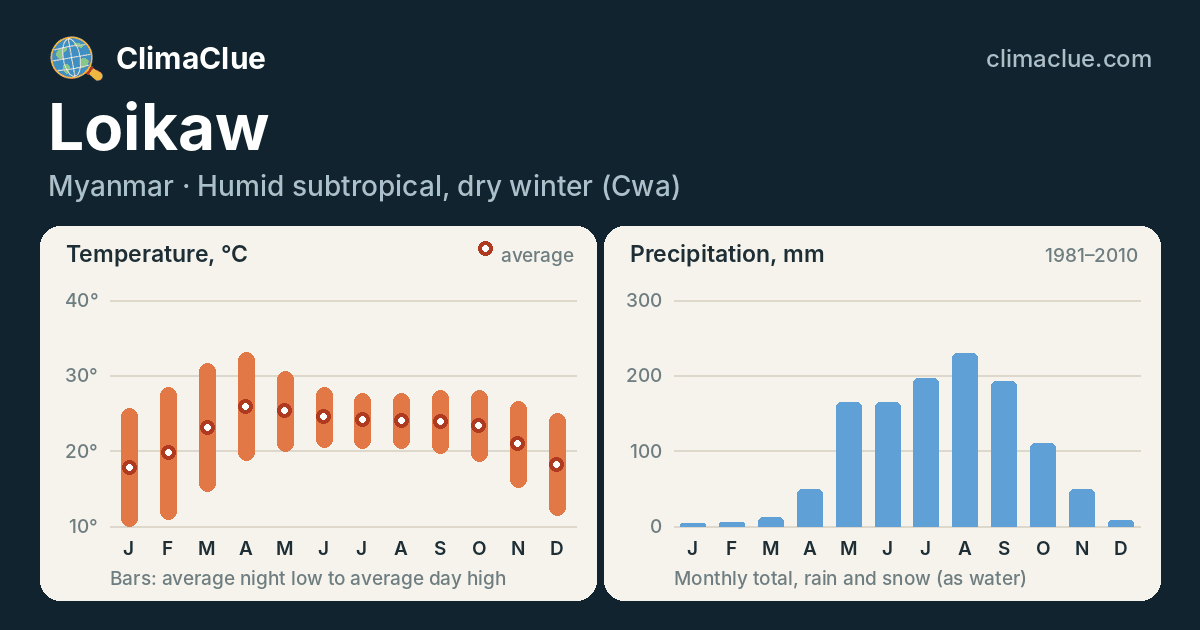 ClimaClue
climaclue.com
Loikaw
Myanmar · Humid subtropical, dry winter (Cwa)
Temperature, °C
average
40°
30°
20°
10°
J F M A M J J A S O N D
Bars: average night low to average day high
Precipitation, mm
1981–2010
300
200
100
0
J F M A M J J A S O N D
Monthly total, rain and snow (as water)